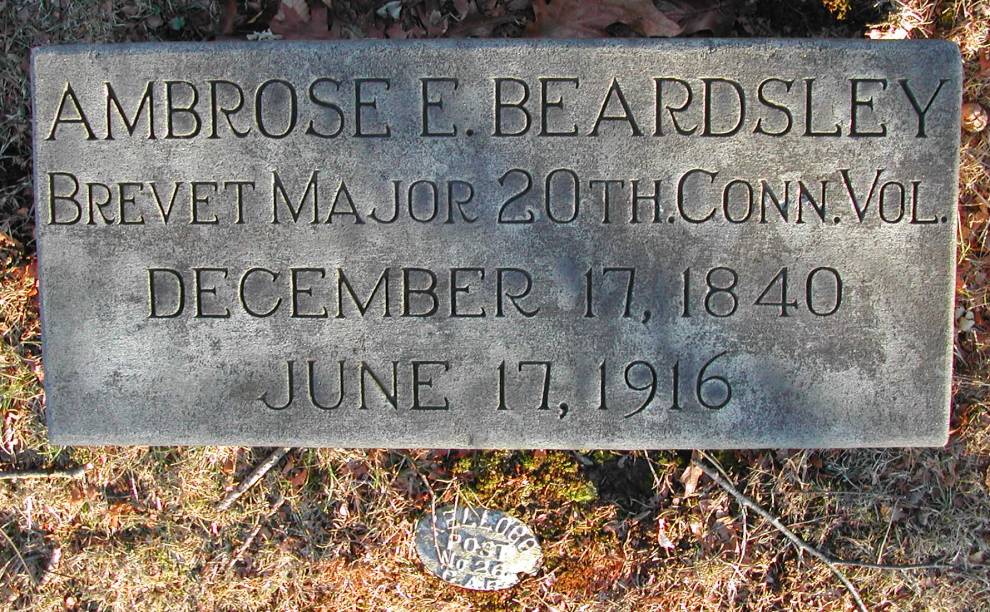 AMBROSE E. BEARDSLEY
BREVET MAJOR 20TH. CONN. VOL.
DECEMBER 17, 1840
JUNE 17, 1916
POST
No. 26